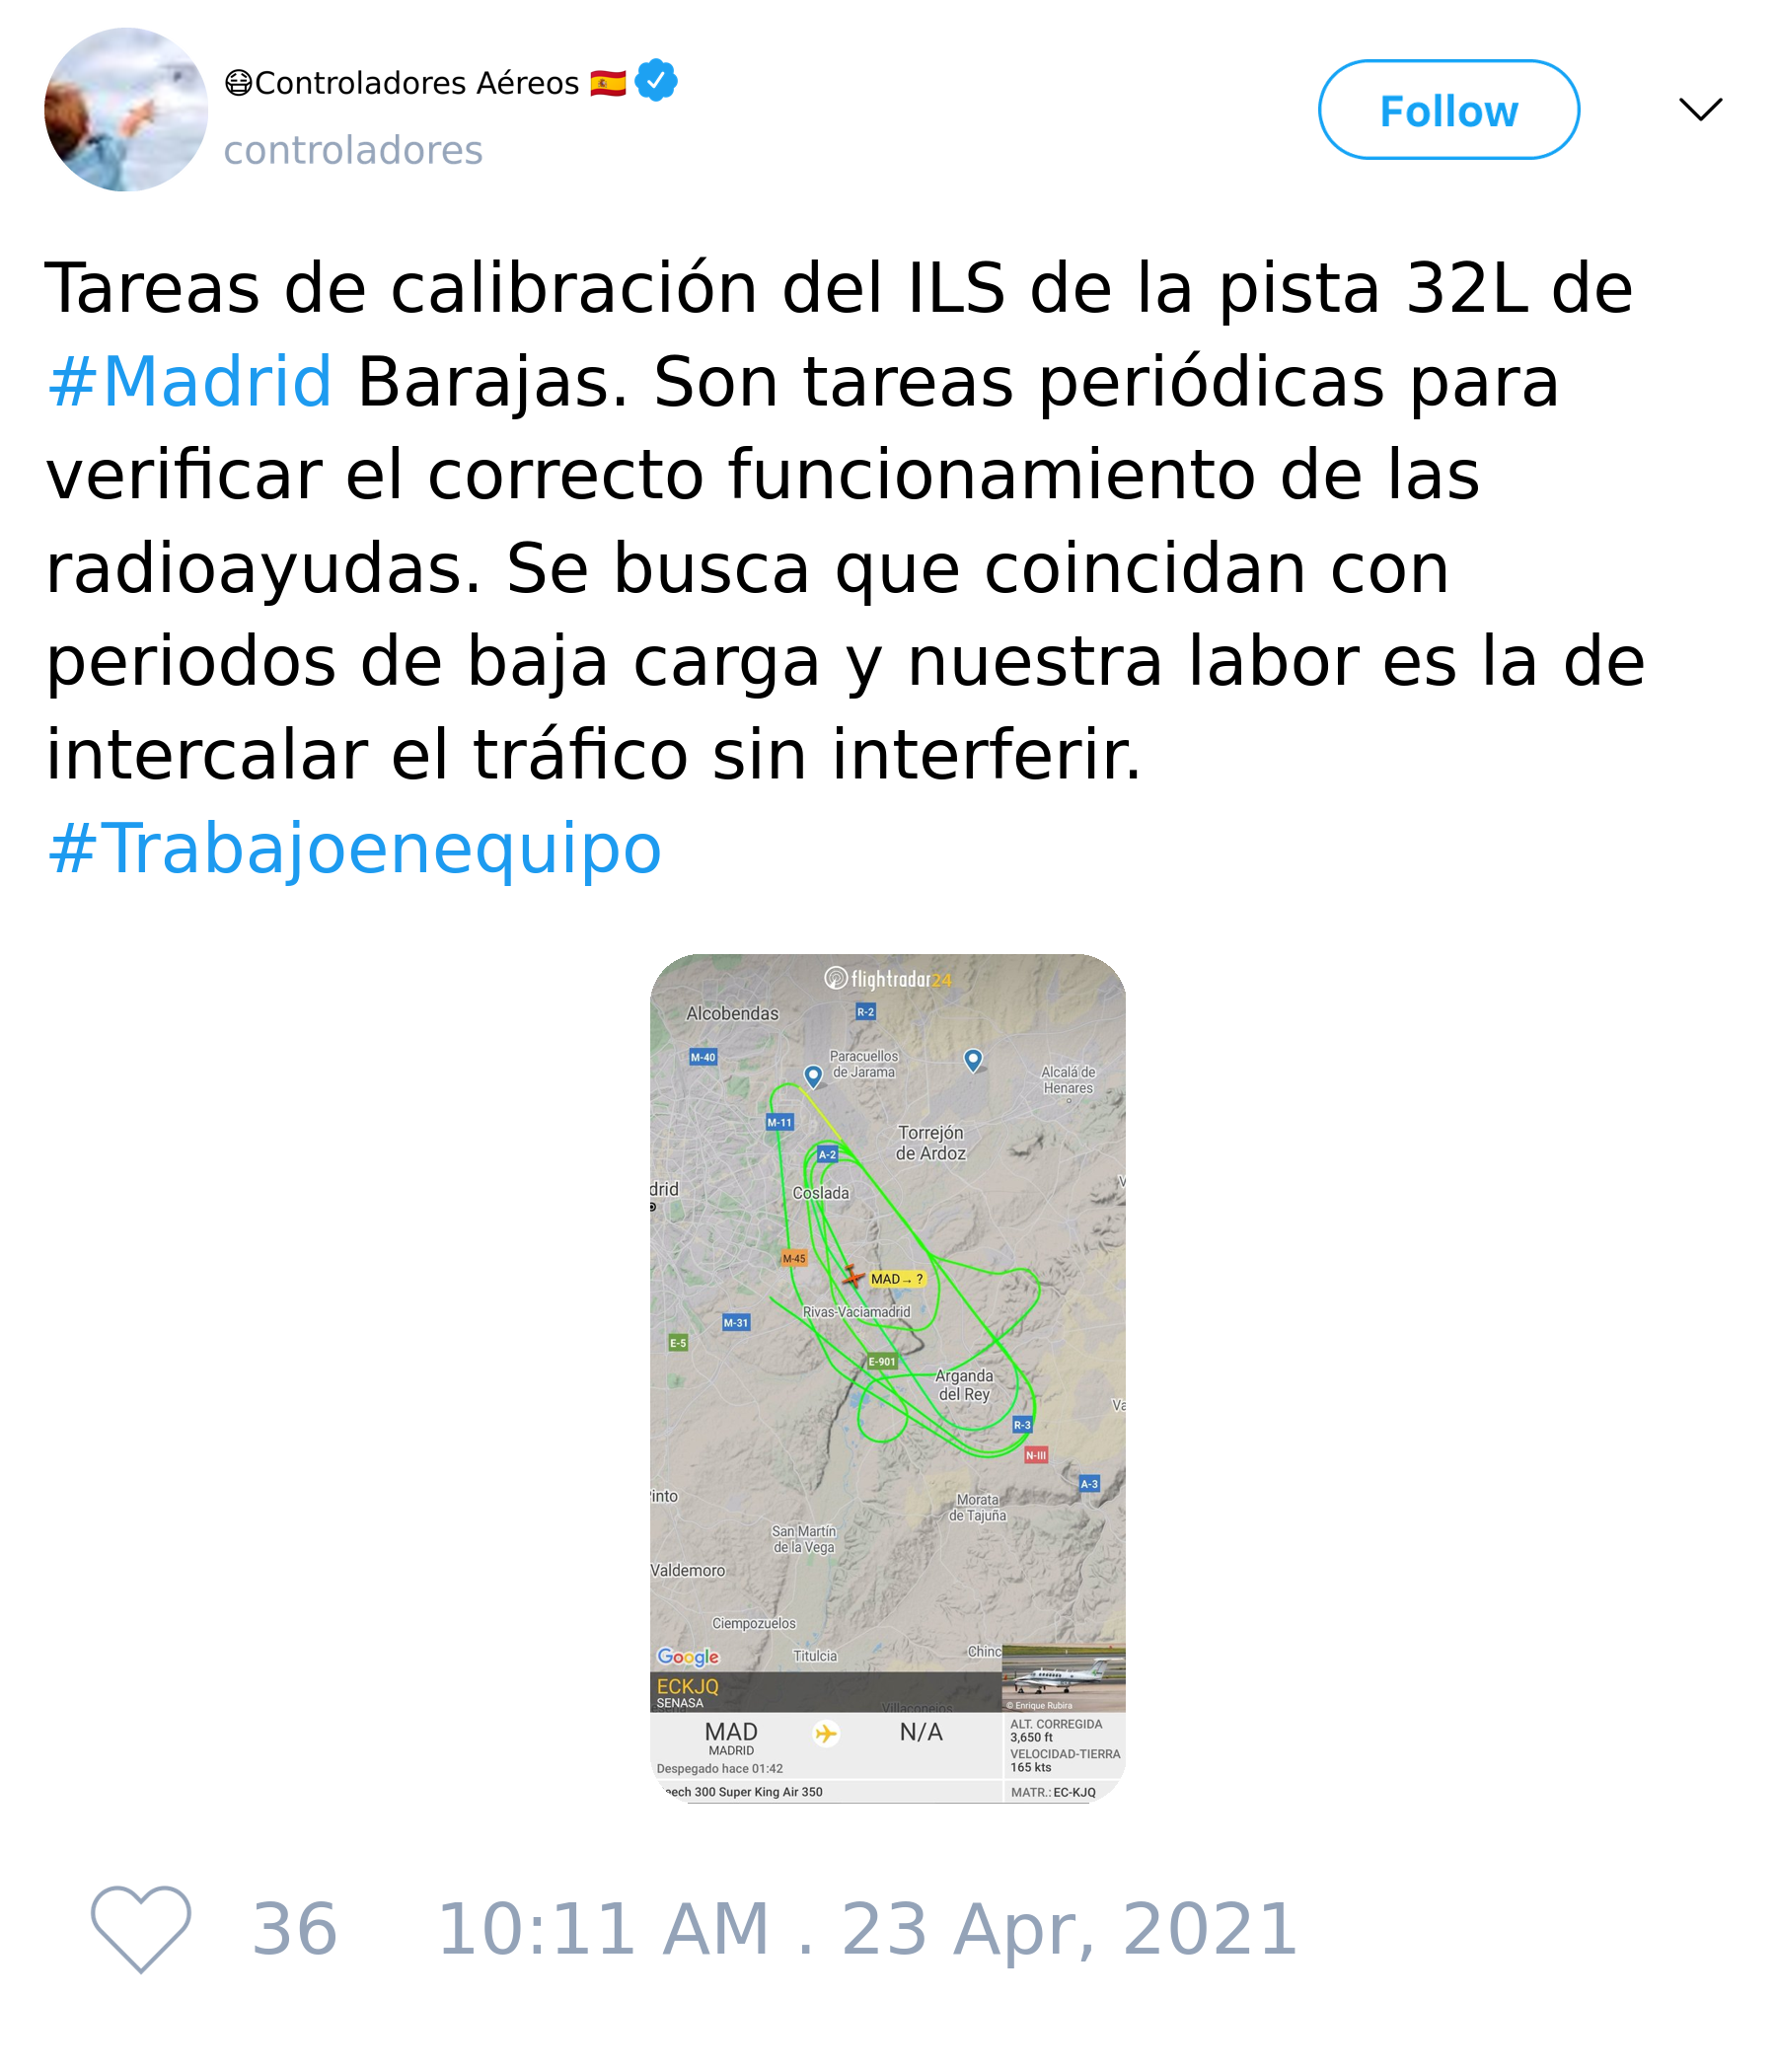 😷Controladores Aéreos 🇪🇸
controladores
Follow
Tareas de calibración del ILS de la pista 32L de
#Madrid Barajas. Son tareas periódicas para
verificar el correcto funcionamiento de las
radioayudas. Se busca que coincidan con
periodos de baja carga y nuestra labor es la de
intercalar el tráfico sin interferir.
#Trabajoenequipo
flightradar24
Alcobendas
R-2
M-40
Paracuellos
de Jarama
Alcalá de
Henares
M-11
Torrejón
de Ardoz
A-2
drid
Coslada
M-45
MAD→ ?
Rivas-Vaciamadrid
M-31
E-5
E-901
Arganda
del Rey
Va
R-3
N-III
A-3
into
Morata
de Tajuña
San Martín
de la Vega
Valdemoro
Ciempozuelos
Titulcia
Chinc
Google
ECKJQ
SENASA
Villaconejos
© Enrique Rubira
MAD
MADRID
N/A
Despegado hace 01:42
ALT. CORREGIDA
3,650 ft
VELOCIDAD-TIERRA
165 kts
eech 300 Super King Air 350
MATR.: EC-KJQ
36
10:11 AM . 23 Apr, 2021